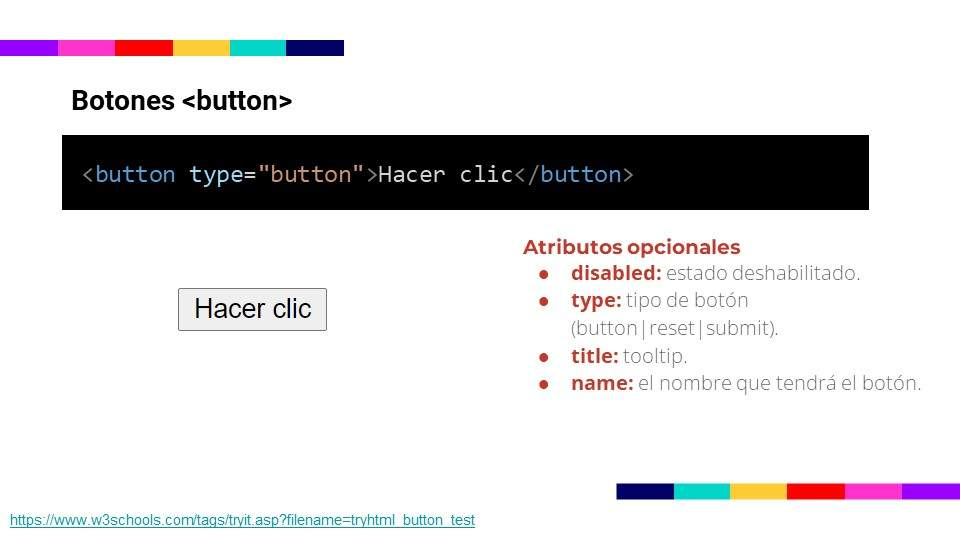 Botones <button>
<button type="button">Hacer clic</button>
Atributos opcionales
● disabled: estado deshabilitado.
● type: tipo de botón
(button|reset|submit).
● title: tooltip.
● name: el nombre que tendrá el botón.
Hacer clic
https://www.w3schools.com/tags/tryit.asp?filename=tryhtml_button_test